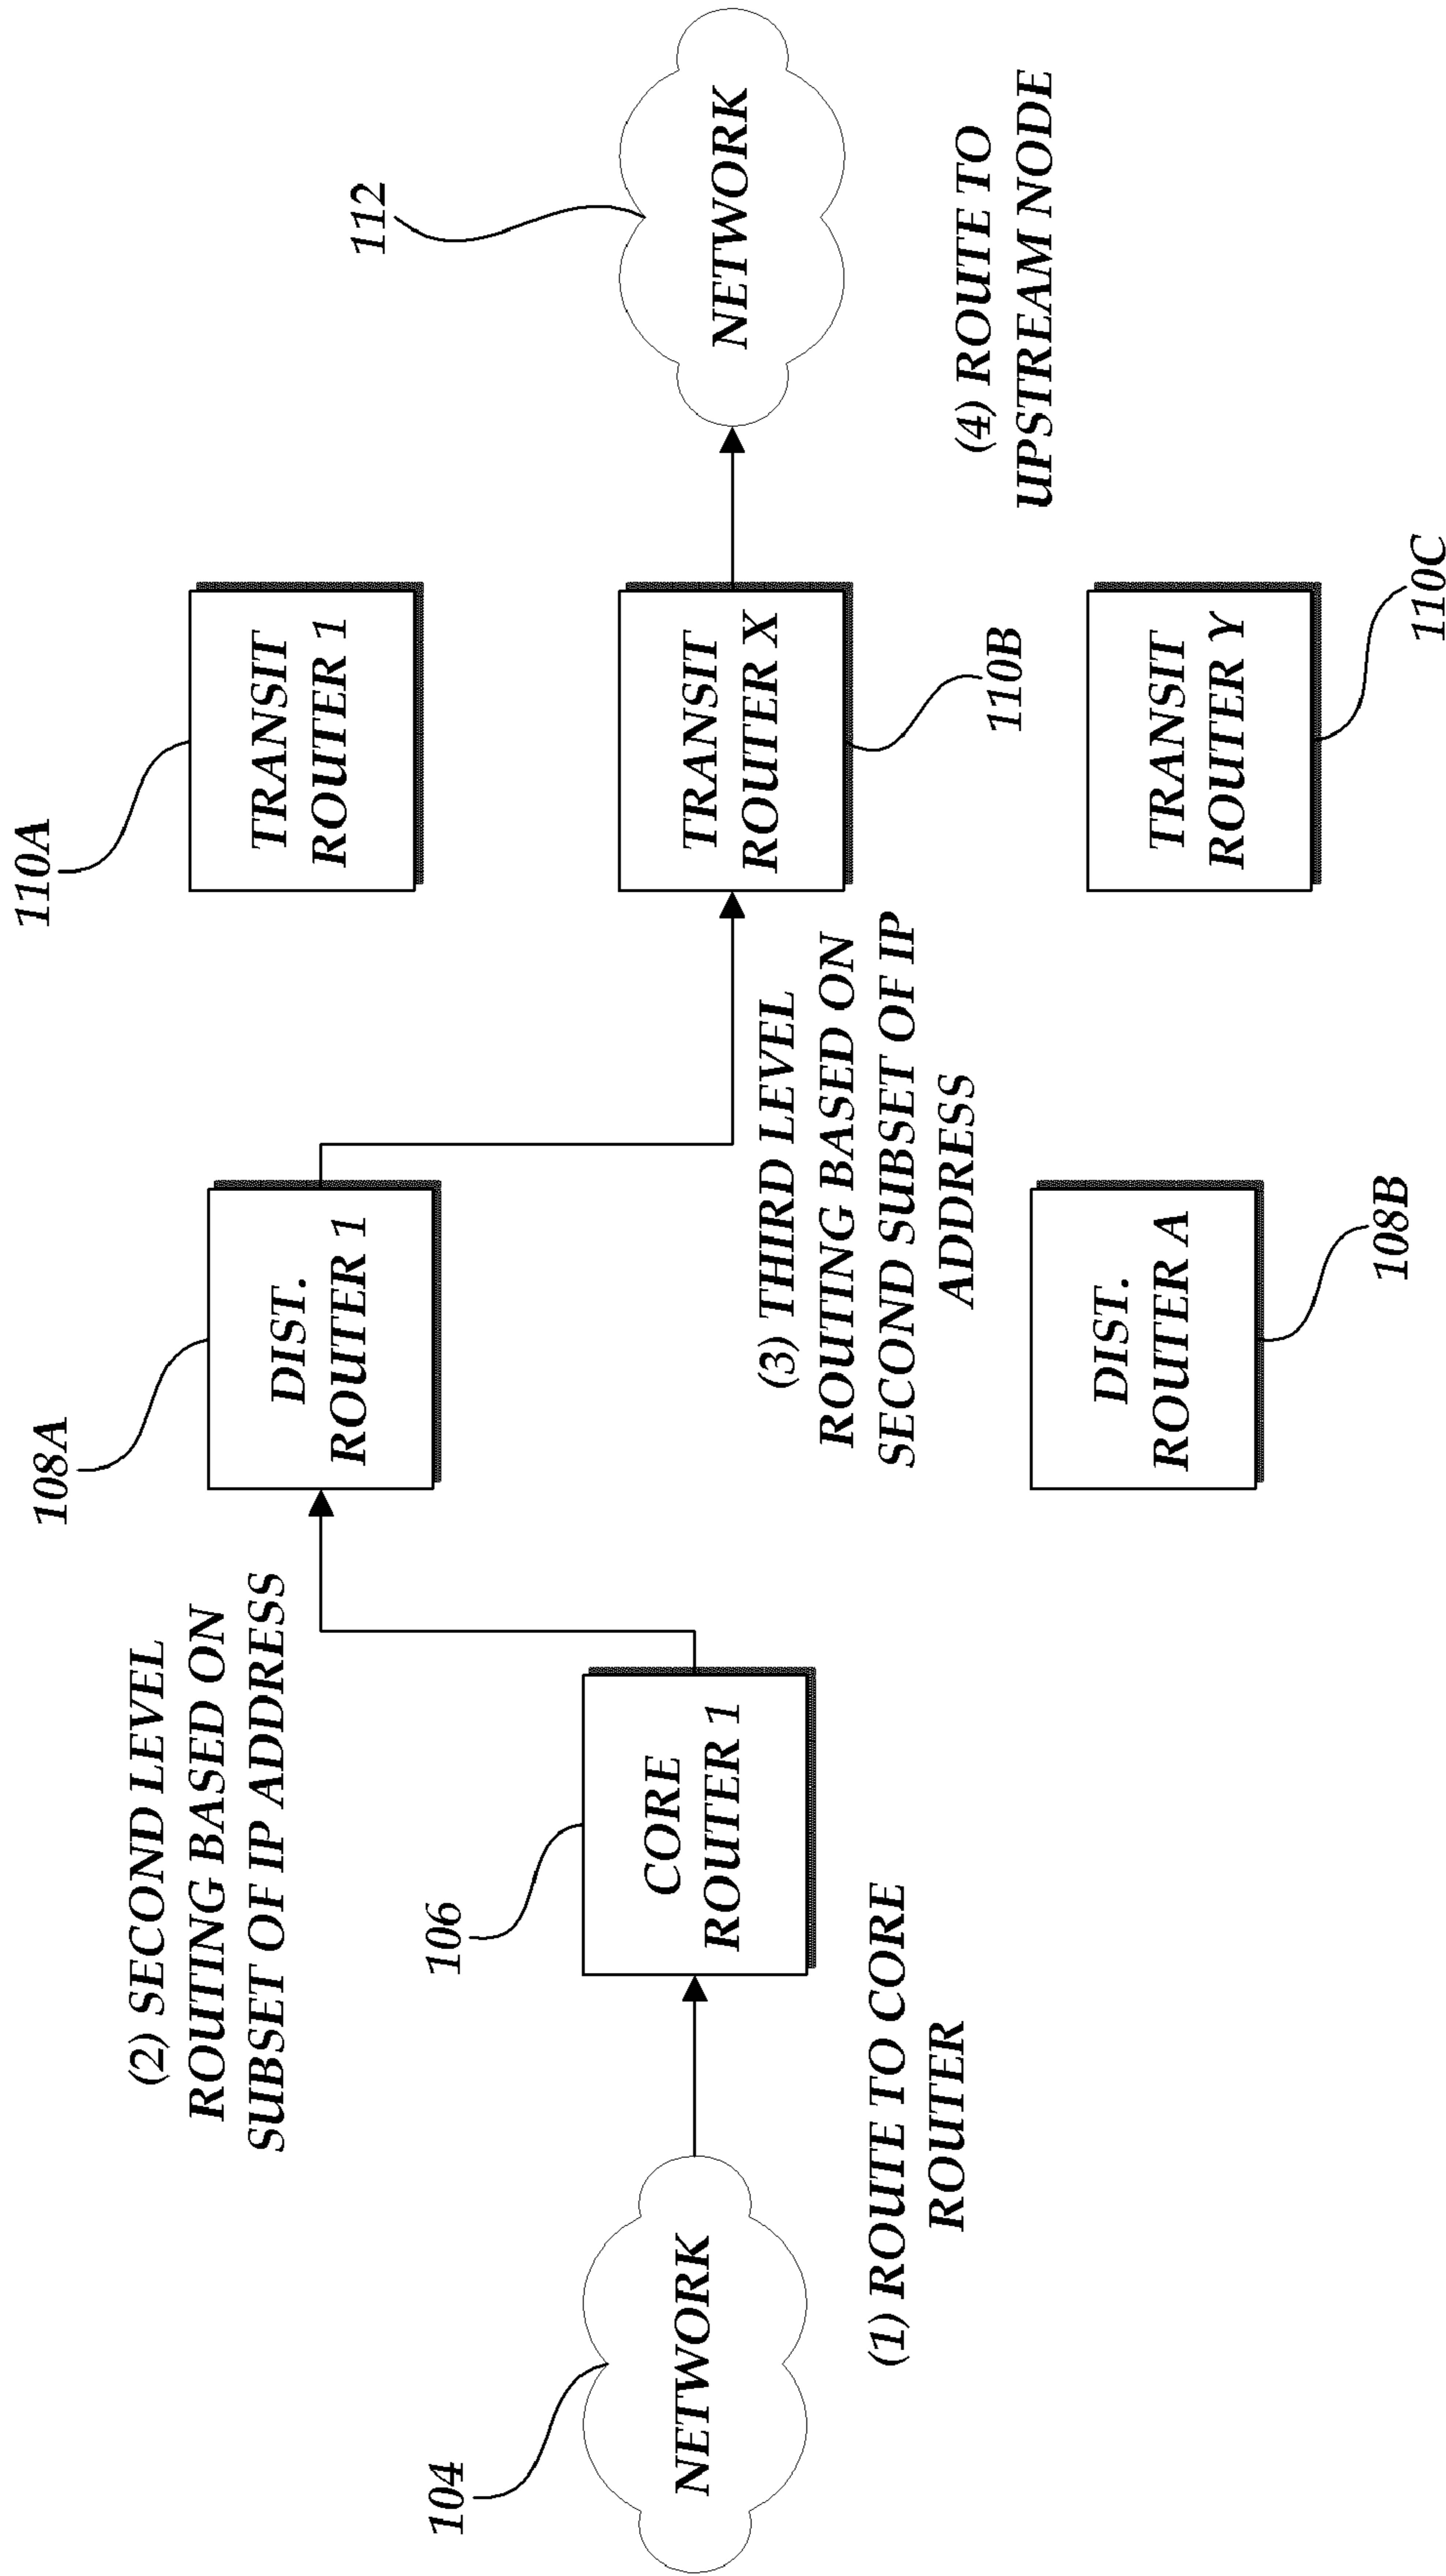 104
NETWORK
(1) ROUTE TO CORE
ROUTER
(2) SECOND LEVEL
ROUTING BASED ON
SUBSET OF IP ADDRESS
106
CORE
ROUTER 1
108A
DIST.
ROUTER 1
(3) THIRD LEVEL
ROUTING BASED ON
SECOND SUBSET OF IP
ADDRESS
DIST.
ROUTER A
108B
110A
TRANSIT
ROUTER 1
TRANSIT
ROUTER X
110B
TRANSIT
ROUTER Y
110C
112
NETWORK
(4) ROUTE TO
UPSTREAM NODE